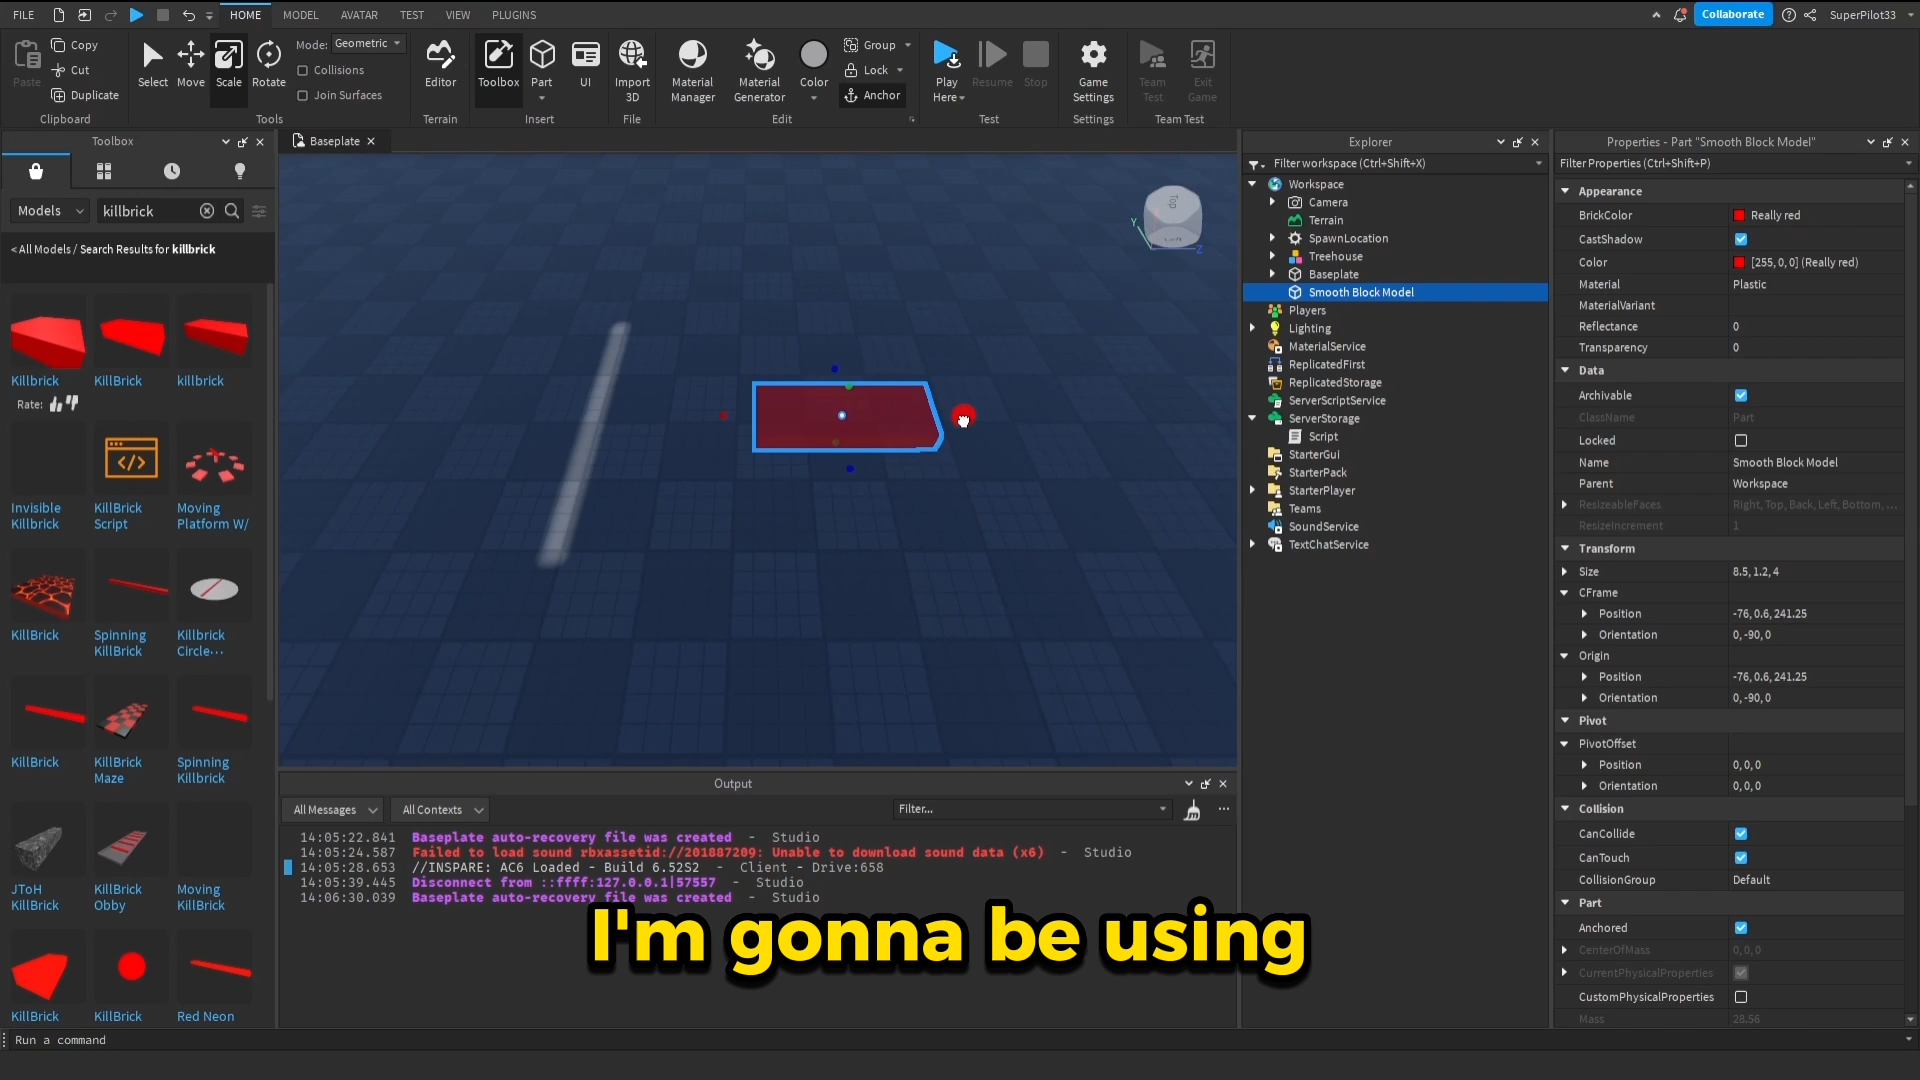 FILE
HOME
MODEL
AVATAR
TEST
VIEW
PLUGINS
Collaborate
SuperPilot33
Paste
Copy
Cut
Duplicate
Clipboard
Select
Move
Scale
Rotate
Mode:
Geometric
Collisions
Join Surfaces
Tools
Editor
Terrain
Toolbox
Part
UI
Insert
Import
3D
File
Material
Manager
Material
Generator
Color
Group
Lock
Anchor
Edit
Play
Here
Resume
Stop
Test
Game
Settings
Settings
Team
Test
Exit
Game
Team Test
Toolbox
Models
killbrick
< All Models / Search Results for killbrick
Killbrick
KillBrick
killbrick
Rate:
Invisible
Killbrick
KillBrick
Script
Moving
Platform W/
KillBrick
Spinning
KillBrick
Killbrick
Circle...
KillBrick
KillBrick
Maze
Spinning
Killbrick
JToH
KillBrick
KillBrick
Obby
Moving
KillBrick
KillBrick
KillBrick
Red Neon
Baseplate
Top
Left
Y
Z
Output
All Messages
All Contexts
Filter...
14:05:22.841 Baseplate auto-recovery file was created - Studio
14:05:24.587 Failed to load sound rbxassetid://201887209: Unable to download sound data (x6) - Studio
14:05:28.653 //INSPARE: AC6 Loaded - Build 6.52S2 - Client - Drive:658
14:05:39.445 Disconnect from ::ffff:127.0.0.1|57557 - Studio
14:06:30.039 Baseplate auto-recovery file was created - Studio
I'm gonna be using
Explorer
Filter workspace (Ctrl+Shift+X)
Workspace
Camera
Terrain
SpawnLocation
Treehouse
Baseplate
Smooth Block Model
Players
Lighting
MaterialService
ReplicatedFirst
ReplicatedStorage
ServerScriptService
ServerStorage
Script
StarterGui
StarterPack
StarterPlayer
Teams
SoundService
TextChatService
Properties - Part "Smooth Block Model"
Filter Properties (Ctrl+Shift+P)
Appearance
BrickColor Really red
CastShadow
Color [255, 0, 0] (Really red)
Material Plastic
MaterialVariant
Reflectance 0
Transparency 0
Data
Archivable
ClassName Part
Locked
Name Smooth Block Model
Parent Workspace
ResizeableFaces Right, Top, Back, Left, Bottom, ...
ResizeIncrement 1
Transform
Size 8.5, 1.2, 4
CFrame
Position -76, 0.6, 241.25
Orientation 0, -90, 0
Origin
Position -76, 0.6, 241.25
Orientation 0, -90, 0
Pivot
PivotOffset
Position 0, 0, 0
Orientation 0, 0, 0
Collision
CanCollide
CanTouch
CollisionGroup Default
Part
Anchored
CenterOfMass 0, 0, 0
CurrentPhysicalProperties
CustomPhysicalProperties
Mass 28.56
Run a command